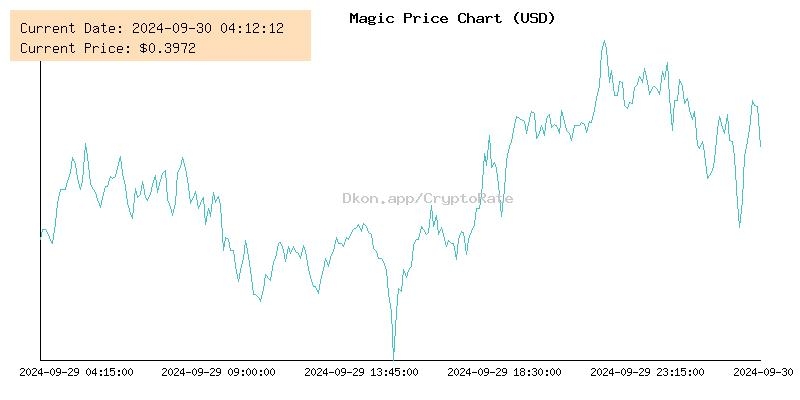 Magic Price Chart (USD)
Current Date: 2024-09-30 04:12:12
Current Price: $0.3972
Dkon.app/CryptoRate
2024-09-29 04:15:00 2024-09-29 09:00:00 2024-09-29 13:45:00 2024-09-29 18:30:00 2024-09-29 23:15:00 2024-09-30